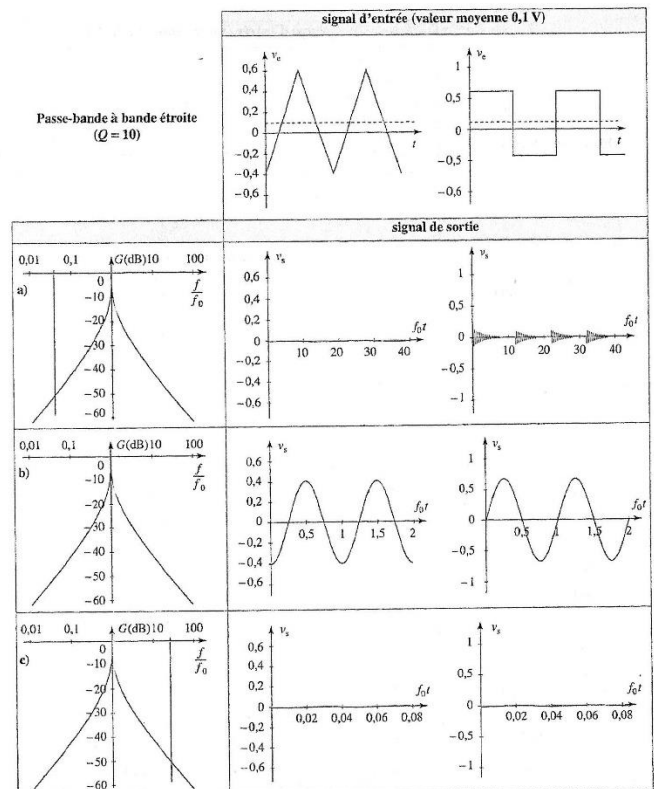 signal d'entrée (valeur moyenne 0,1 V)
Passe-bande à bande étroite
(Q = 10)
v_e
0,6
0,4
0,2
0
−0,2
−0,4
−0,6
t
v_e
1
0,5
0
−0,5
−0,6
t
signal de sortie
a)
0,01 0,1 G(dB) 10 100
f/f_0
0
−10
−20
−30
−40
−50
−60
v_s
0,6
0,4
0,2
0
−0,2
−0,4
−0,6
f_0t
10 20 30 40
v_s
1
0,5
0
−0,5
−1
f_0t
10 20 30 40
b)
0,01 0,1 G(dB) 10 100
f/f_0
0
−10
−20
−30
−40
−50
−60
v_s
0,6
0,4
0,2
0
−0,2
−0,4
−0,6
f_0t
0,5 1 1,5 2
v_s
1
0,5
0
−0,5
−1
f_0t
0,5 1 1,5 2
c)
0,01 0,1 G(dB) 10 100
f/f_0
0
−10
−20
−30
−40
−50
−60
v_s
0,6
0,4
0,2
0
−0,2
−0,4
−0,6
f_0t
0,02 0,04 0,06 0,08
v_s
1
0,5
0
−0,5
−1
f_0t
0,02 0,04 0,06 0,08